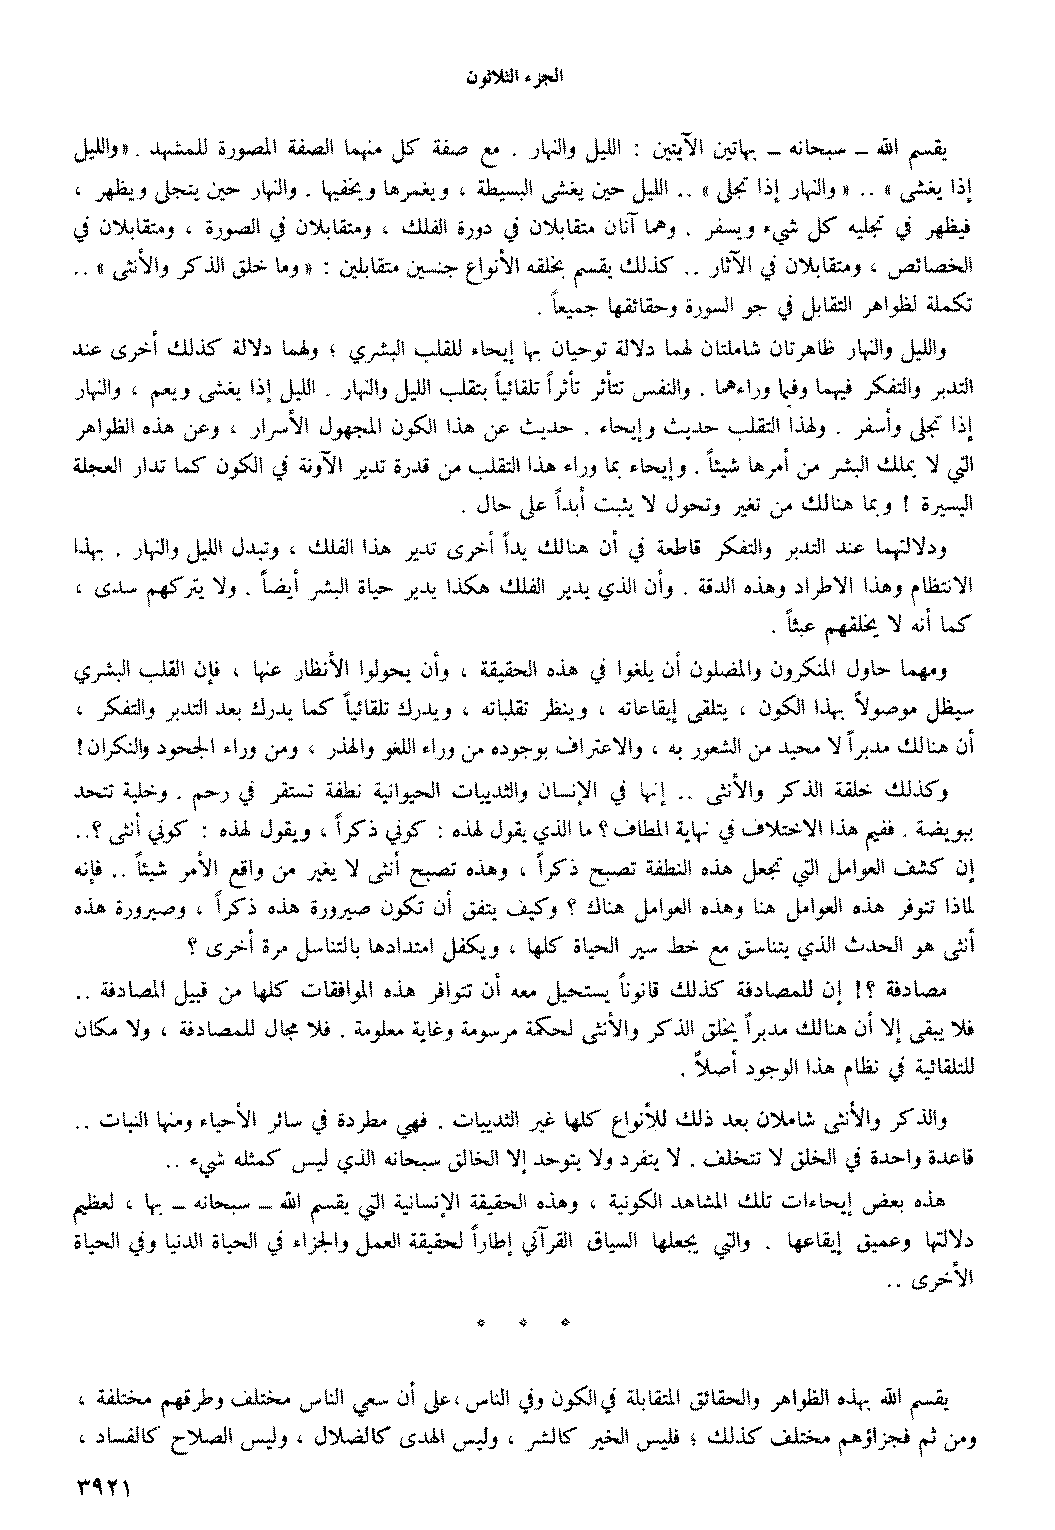 الجزء الثلاثون
يقسم الله ــ سبحانه ــ بهاتين الآيتين : الليل والنهار . مع صفة كل منهما الصفة المصورة للمشهد . «والليل
إذا يغشى » .. « والنهار إذا تجلى » .. الليل حين يغشى البسيطة ، ويغمرها ويخفيها . والنهار حين يتجلى ويظهر ،
فيظهر في تجليه كل شيء ويسفر . وهما آنان متقابلان في دورة الفلك ، ومتقابلان في الصورة ، ومتقابلان في
الخصائص ، ومتقابلان في الآثار .. كذلك يقسم بخلقه الأنواع جنسين متقابلين : « وما خلق الذكر والأنثى » ..
تكملة لظواهر التقابل في جو السورة وحقائقها جميعاً .
والليل والنهار ظاهرتان شاملتان لهما دلالة توحيان بها إيحاء للقلب البشري ؛ ولهما دلالة كذلك أخرى عند
التدبر والتفكر فيهما وفيما وراءهما . والنفس تتأثر تأثراً تلقائياً بتقلب الليل والنهار . الليل إذا يغشى ويعم ، والنهار
إذا تجلى وأسفر . ولهذا التقلب حديث وإيحاء . حديث عن هذا الكون المجهول الأسرار ، وعن هذه الظواهر
التي لا يملك البشر من أمرها شيئاً . وإيحاء بما وراء هذا التقلب من قدرة تدير الآونة في الكون كما تدار العجلة
اليسيرة ! وبما هنالك من تغير وتحول لا يثبت أبداً على حال .
ودلالتهما عند التدبر والتفكر قاطعة في أن هنالك يداً أخرى تدير هذا الفلك ، وتبدل الليل والنهار . بهذا
الانتظام وهذا الاطراد وهذه الدقة . وأن الذي يدير الفلك هكذا يدير حياة البشر أيضاً . ولا يتركهم سدى ،
كما أنه لا يخلقهم عبثاً .
ومهما حاول المنكرون والمضلون أن يلغوا في هذه الحقيقة ، وأن يحولوا الأنظار عنها ، فإن القلب البشري
سيظل موصولاً بهذا الكون ، يتلقى إيقاعاته ، وينظر تقلباته ، ويدرك تلقائياً كما يدرك بعد التدبر والتفكر ،
أن هنالك مدبراً لا محيد من الشعور به ، والاعتراف بوجوده من وراء اللغو والهذر ، ومن وراء الجحود والنكران!
وكذلك خلقة الذكر والأنثى .. إنها في الإنسان والثدييات الحيوانية نطفة تستقر في رحم . وخلية تتحد
ببويضة . ففيم هذا الاختلاف في نهاية المطاف؟ ما الذي يقول لهذه : كوني ذكراً ، ويقول لهذه : كوني أنثى ؟..
إن كشف العوامل التي تجعل هذه النطفة تصبح ذكراً ، وهذه تصبح أنثى لا يغير من واقع الأمر شيئاً .. فإنه
لماذا تتوفر هذه العوامل هنا وهذه العوامل هناك ؟ وكيف يتفق أن تكون صيرورة هذه ذكراً ، وصيرورة هذه
أنثى هو الحدث الذي يتناسق مع خط سير الحياة كلها ، ويكفل امتدادها بالتناسل مرة أخرى ؟
مصادفة ؟! إن للمصادفة كذلك قانوناً يستحيل معه أن تتوافر هذه الموافقات كلها من قبيل المصادفة ..
فلا يبقى إلا أن هنالك مدبراً يخلق الذكر والأنثى لحكمة مرسومة وغاية معلومة . فلا مجال للمصادفة ، ولا مكان
للتلقائية في نظام هذا الوجود أصلاً .
والذكر والأنثى شاملان بعد ذلك للأنواع كلها غير الثدييات . فهي مطردة في سائر الأحياء ومنها النبات ..
قاعدة واحدة في الخلق لا تتخلف . لا يتفرد ولا يتوحد إلا الخالق سبحانه الذي ليس كمثله شيء ..
هذه بعض إيحاءات تلك المشاهد الكونية ، وهذه الحقيقة الإنسانية التي يقسم الله ــ سبحانه ــ بها ، لعظيم
دلالتها وعميق إيقاعها . والتي يجعلها السياق القرآني إطاراً لحقيقة العمل والجزاء في الحياة الدنيا وفي الحياة
الأخرى ..
* * *
يقسم الله بهذه الظواهر والحقائق المتقابلة في الكون وفي الناس ، على أن سعي الناس مختلف وطرقهم مختلفة ،
ومن ثم فجزاؤهم مختلف كذلك ؛ فليس الخير كالشر ، وليس الهدى كالضلال ، وليس الصلاح كالفساد ،
٣٩٢١